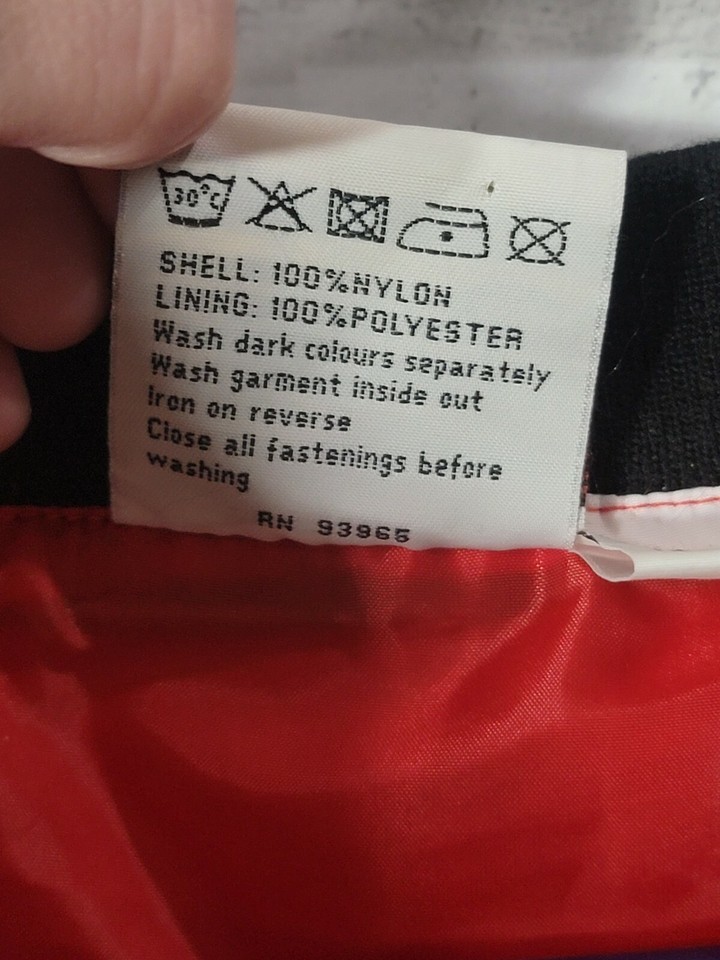 30°C
SHELL: 100%NYLON
LINING: 100%POLYESTER
Wash dark colours separately
Wash garment inside out
Iron on reverse
Close all fastenings before
washing
RN 93965